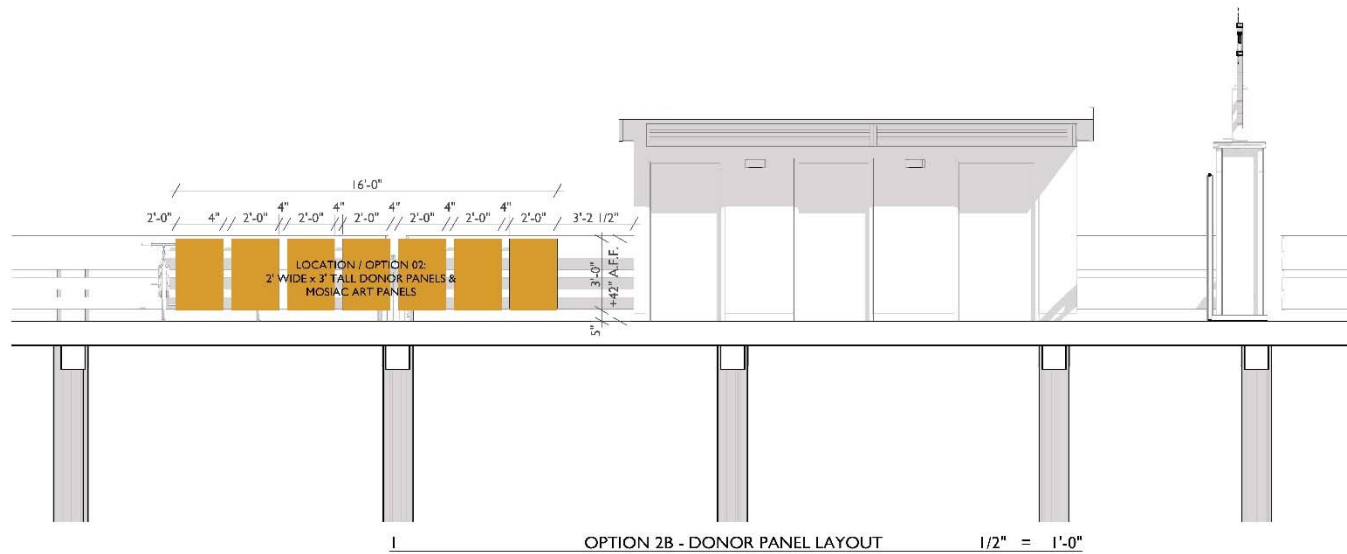 16'-0"
2'-0" 4" 2'-0" 4" 2'-0" 4" 2'-0" 4" 2'-0" 4" 2'-0" 4" 2'-0" 3'-2 1/2"
LOCATION / OPTION 02:
2' WIDE x 3' TALL DONOR PANELS &
MOSIAC ART PANELS
3'-0"
+42" A.F.F.
5"
1 OPTION 2B - DONOR PANEL LAYOUT 1/2" = 1'-0"